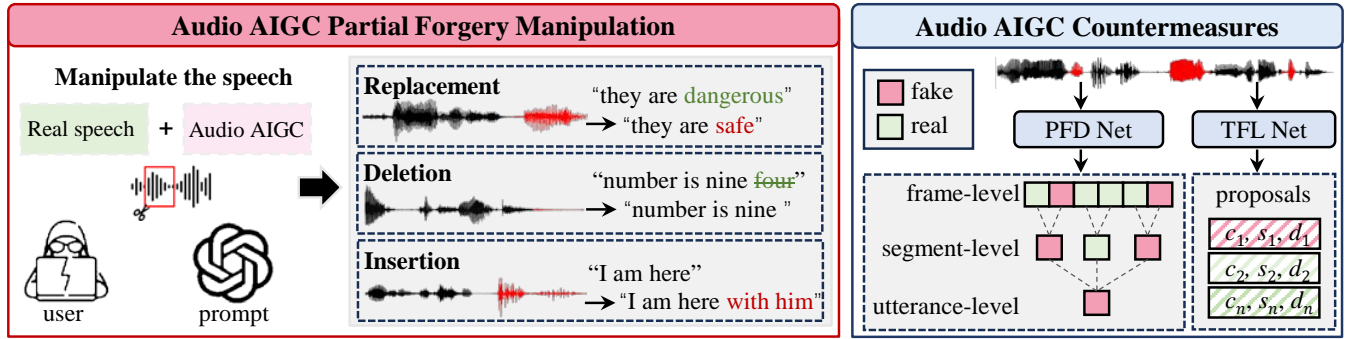 Audio AIGC Partial Forgery Manipulation
Manipulate the speech
Real speech + Audio AIGC
user
prompt
Replacement
“they are dangerous”
“they are safe”
Deletion
“number is nine four”
“number is nine ”
Insertion
“I am here”
“I am here with him”
Audio AIGC Countermeasures
fake
real
PFD Net
TFL Net
frame-level
segment-level
utterance-level
proposals
c₁, s₁, d₁
c₂, s₂, d₂
cₙ, sₙ, dₙ